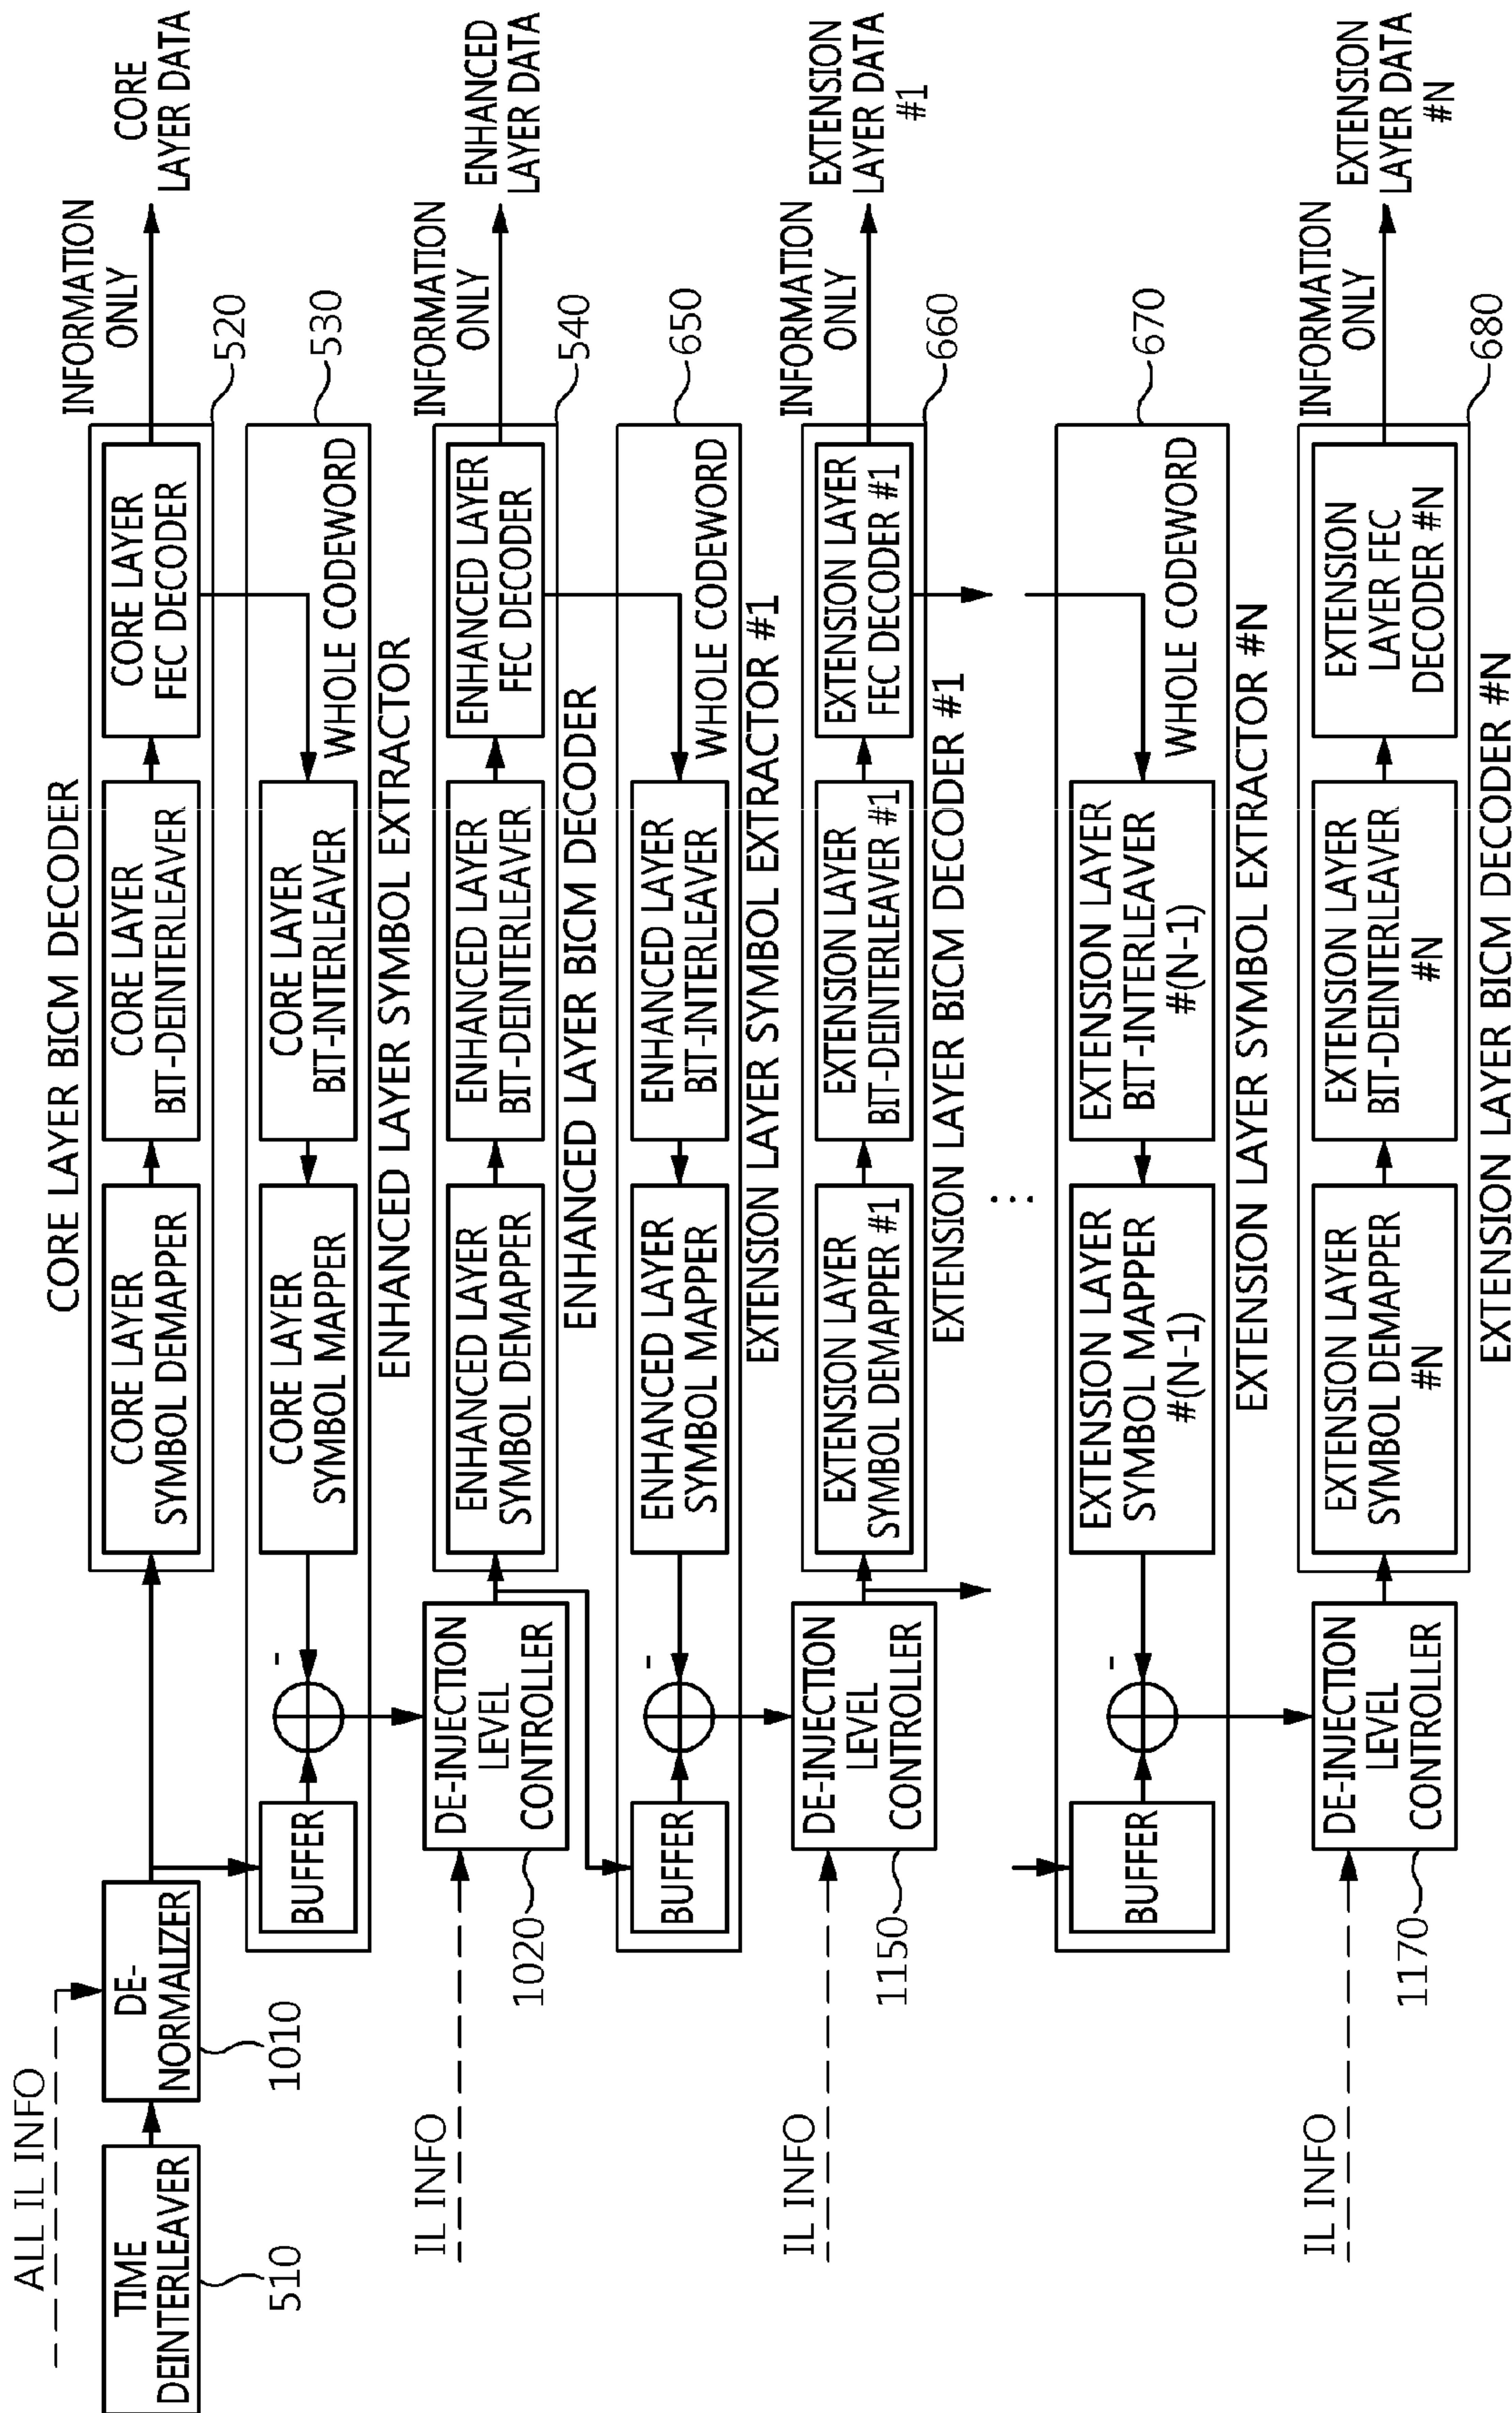 ALL IL INFO
TIME
DEINTERLEAVER
510
DE-
NORMALIZER
1010
CORE LAYER BICM DECODER
CORE LAYER
SYMBOL DEMAPPER
CORE LAYER
BIT-DEINTERLEAVER
CORE LAYER
FEC DECODER
520
INFORMATION
ONLY
CORE
LAYER DATA
BUFFER
-
CORE LAYER
SYMBOL MAPPER
CORE LAYER
BIT-INTERLEAVER
WHOLE CODEWORD
530
ENHANCED LAYER SYMBOL EXTRACTOR
IL INFO
DE-INJECTION
LEVEL
CONTROLLER
1020
ENHANCED LAYER
SYMBOL DEMAPPER
ENHANCED LAYER
BIT-DEINTERLEAVER
ENHANCED LAYER
FEC DECODER
540
INFORMATION
ONLY
ENHANCED
LAYER DATA
ENHANCED LAYER BICM DECODER
BUFFER
-
ENHANCED LAYER
SYMBOL MAPPER
ENHANCED LAYER
BIT-INTERLEAVER
WHOLE CODEWORD
650
EXTENSION LAYER SYMBOL EXTRACTOR #1
IL INFO
DE-INJECTION
LEVEL
CONTROLLER
1150
EXTENSION LAYER
SYMBOL DEMAPPER #1
EXTENSION LAYER
BIT-DEINTERLEAVER #1
EXTENSION LAYER
FEC DECODER #1
660
INFORMATION
ONLY
EXTENSION
LAYER DATA
#1
EXTENSION LAYER BICM DECODER #1
...
BUFFER
-
EXTENSION LAYER
SYMBOL MAPPER
#(N-1)
EXTENSION LAYER
BIT-INTERLEAVER
#(N-1)
WHOLE CODEWORD
670
EXTENSION LAYER SYMBOL EXTRACTOR #N
IL INFO
DE-INJECTION
LEVEL
CONTROLLER
1170
EXTENSION LAYER
SYMBOL DEMAPPER
#N
EXTENSION LAYER
BIT-DEINTERLEAVER
#N
EXTENSION
LAYER FEC
DECODER #N
680
INFORMATION
ONLY
EXTENSION
LAYER DATA
#N
EXTENSION LAYER BICM DECODER #N